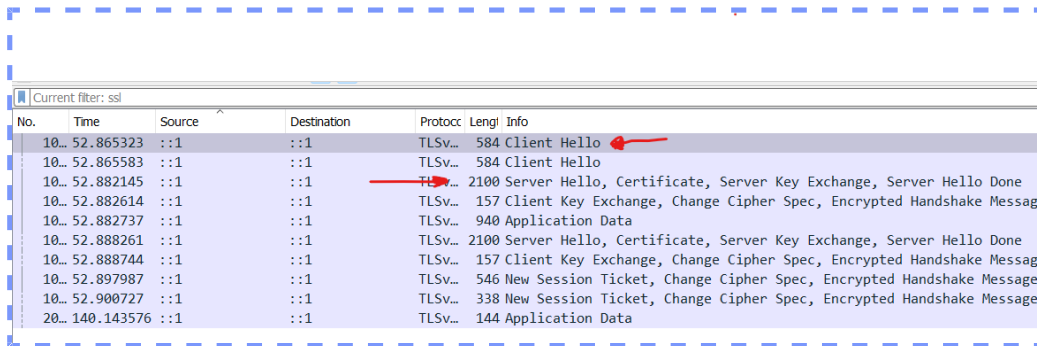 Current filter: ssl
No. Time Source Destination Protocc Lengt Info
10… 52.865323 ::1 ::1 TLSv… 584 Client Hello
10… 52.865583 ::1 ::1 TLSv… 584 Client Hello
10… 52.882145 ::1 ::1 TLSv… 2100 Server Hello, Certificate, Server Key Exchange, Server Hello Done
10… 52.882614 ::1 ::1 TLSv… 157 Client Key Exchange, Change Cipher Spec, Encrypted Handshake Messag
10… 52.882737 ::1 ::1 TLSv… 940 Application Data
10… 52.888261 ::1 ::1 TLSv… 2100 Server Hello, Certificate, Server Key Exchange, Server Hello Done
10… 52.888744 ::1 ::1 TLSv… 157 Client Key Exchange, Change Cipher Spec, Encrypted Handshake Message
10… 52.897987 ::1 ::1 TLSv… 546 New Session Ticket, Change Cipher Spec, Encrypted Handshake Message
10… 52.900727 ::1 ::1 TLSv… 338 New Session Ticket, Change Cipher Spec, Encrypted Handshake Message
20… 140.143576 ::1 ::1 TLSv… 144 Application Data